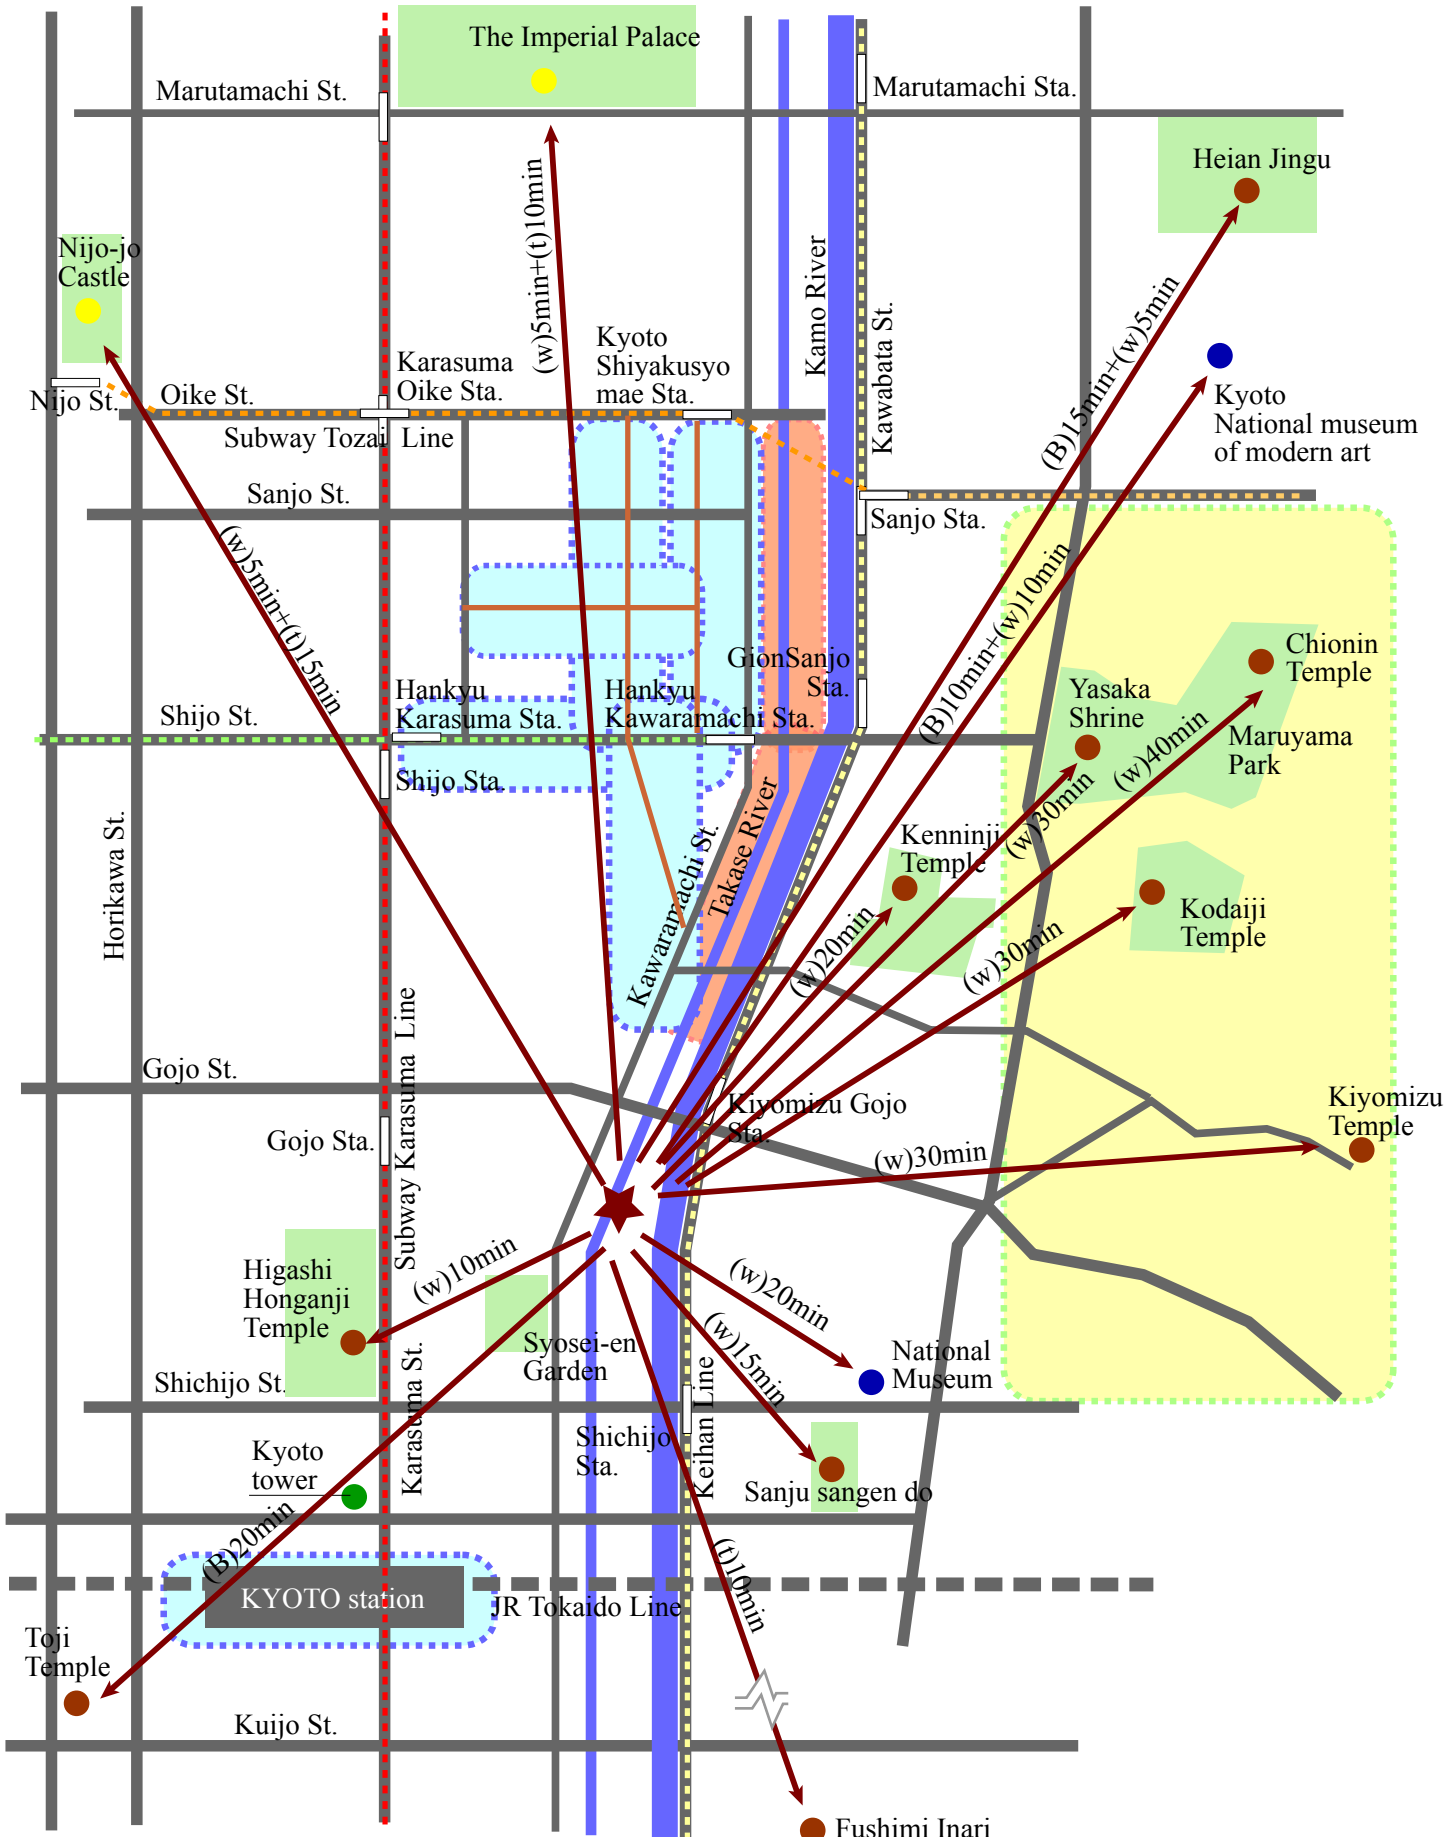 The Imperial Palace
Marutamachi St.
Marutamachi Sta.
Heian Jingu
(w)5min+(t)10min
Nijo-jo
Castle
Kamo River
Kawabata St.
(B)15min+(w)5min
Karasuma
Oike Sta.
Kyoto
Shiyakusyo
mae Sta.
Nijo St.
Oike St.
Kyoto
National museum
of modern art
Subway Tozai Line
Sanjo St.
Sanjo Sta.
(w)5min+(t)15min
(B)10min+(w)10min
GionSanjo
Sta.
Chionin
Temple
Yasaka
Shrine
Hankyu
Karasuma Sta.
Hankyu
Kawaramachi Sta.
Shijo St.
Maruyama
Park
(w)40min
Shijo Sta.
(w)30min
Horikawa St.
Kawaramachi St.
Takase River
Kenninji
Temple
Kodaiji
Temple
(w)20min
(w)30min
Subway Karasuma Line
Gojo St.
Kiyomizu Gojo
Sta.
Kiyomizu
Temple
Gojo Sta.
(w)30min
Higashi
Honganji
Temple
(w)10min
(w)20min
Syosei-en
Garden
(w)15min
National
Museum
Shichijo St.
Karasuma St.
Keihan Line
Shichijo
Sta.
Kyoto
tower
Sanju sangen do
(B)20min
(t)10min
KYOTO station
JR Tokaido Line
Toji
Temple
Kuijo St.
Fushimi Inari